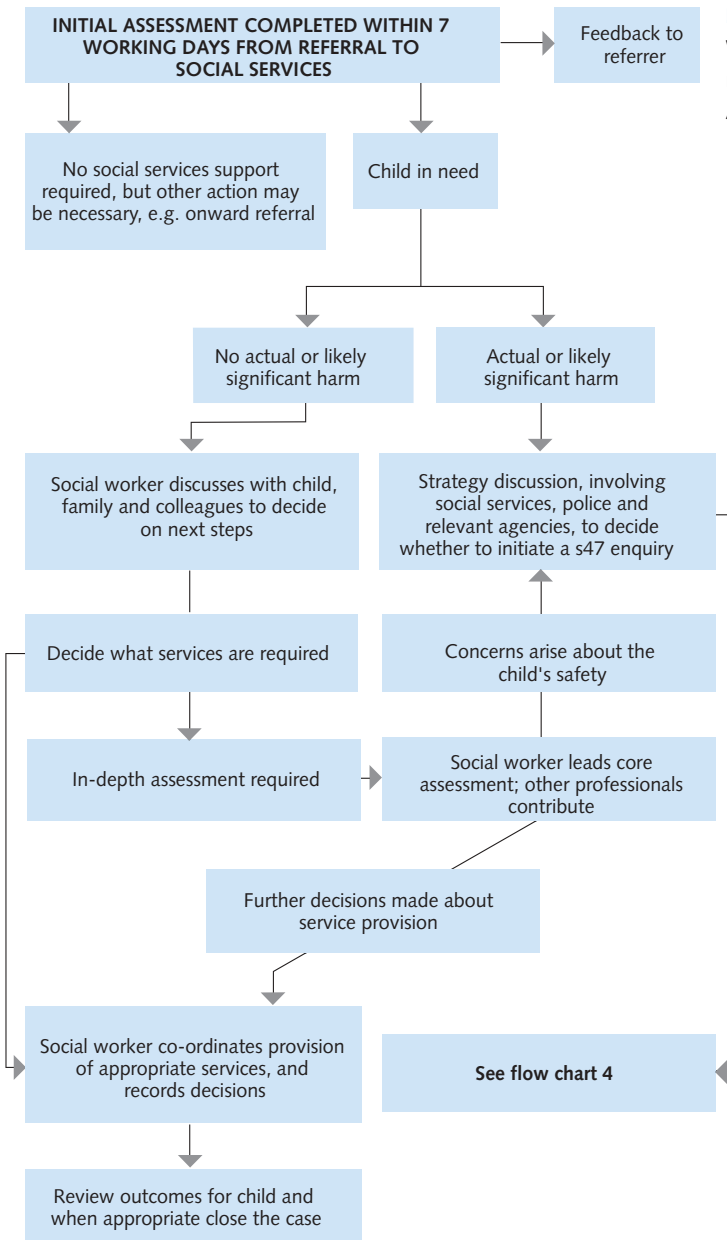 INITIAL ASSESSMENT COMPLETED WITHIN 7
WORKING DAYS FROM REFERRAL TO
SOCIAL SERVICES
Feedback to
referrer
No social services support
required, but other action may
be necessary, e.g. onward referral
Child in need
No actual or likely
significant harm
Actual or likely
significant harm
Social worker discusses with child,
family and colleagues to decide
on next steps
Strategy discussion, involving
social services, police and
relevant agencies, to decide
whether to initiate a s47 enquiry
Decide what services are required
Concerns arise about the
child's safety
In-depth assessment required
Social worker leads core
assessment; other professionals
contribute
Further decisions made about
service provision
Social worker co-ordinates provision
of appropriate services, and
records decisions
See flow chart 4
Review outcomes for child and
when appropriate close the case